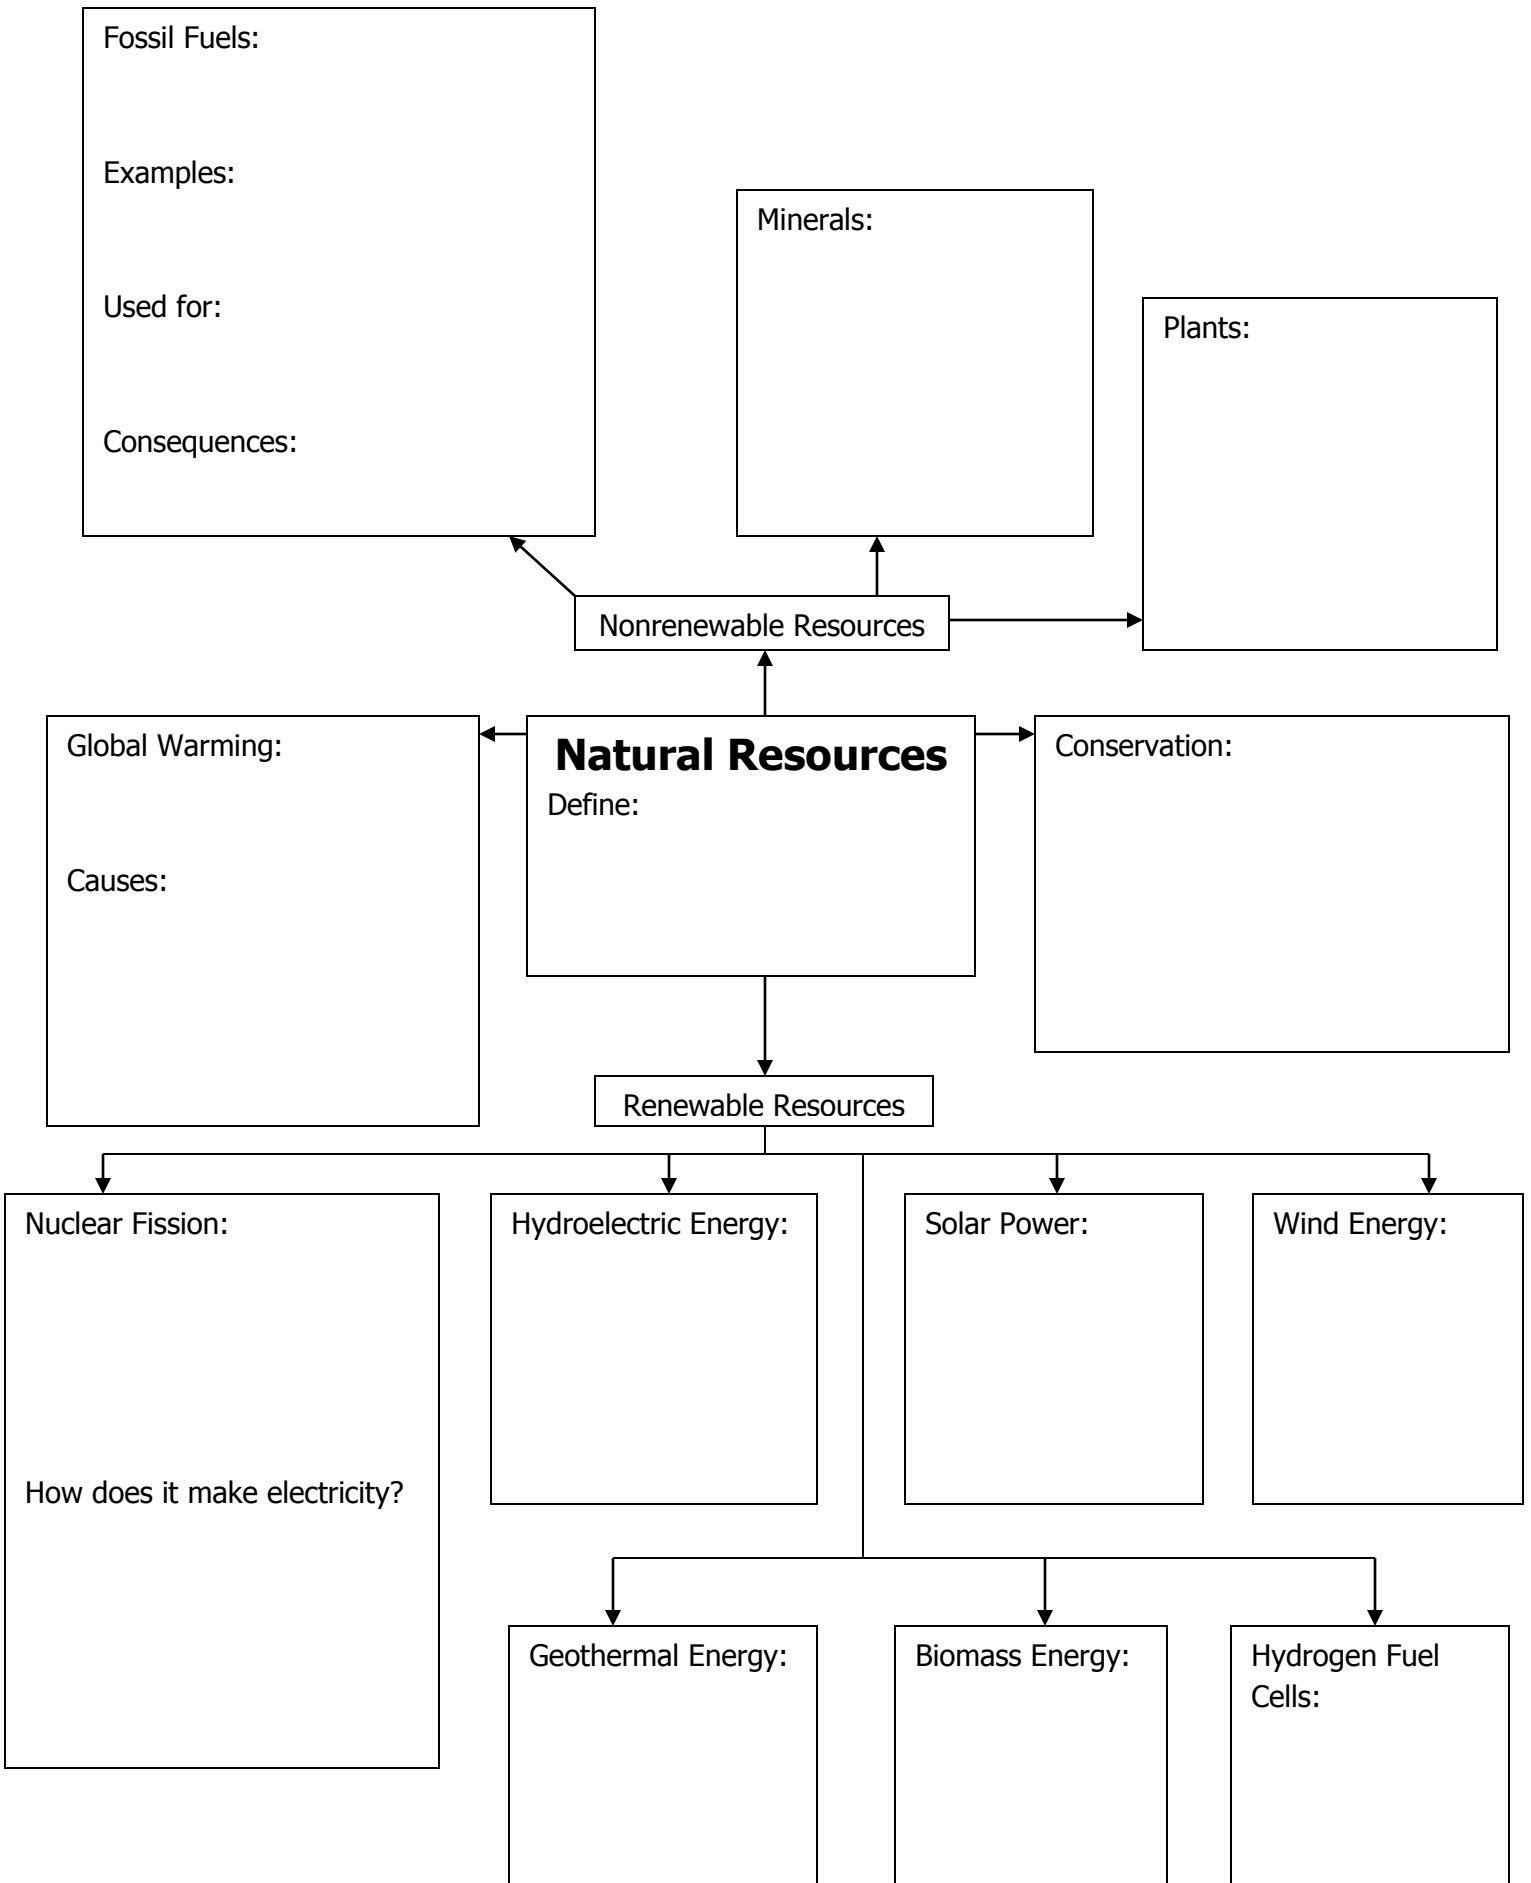 Fossil Fuels:
Examples:
Used for:
Consequences:
Minerals:
Plants:
Nonrenewable Resources
Global Warming:
Causes:
Natural Resources
Define:
Conservation:
Renewable Resources
Nuclear Fission:
How does it make electricity?
Hydroelectric Energy:
Solar Power:
Wind Energy:
Geothermal Energy:
Biomass Energy:
Hydrogen Fuel
Cells: